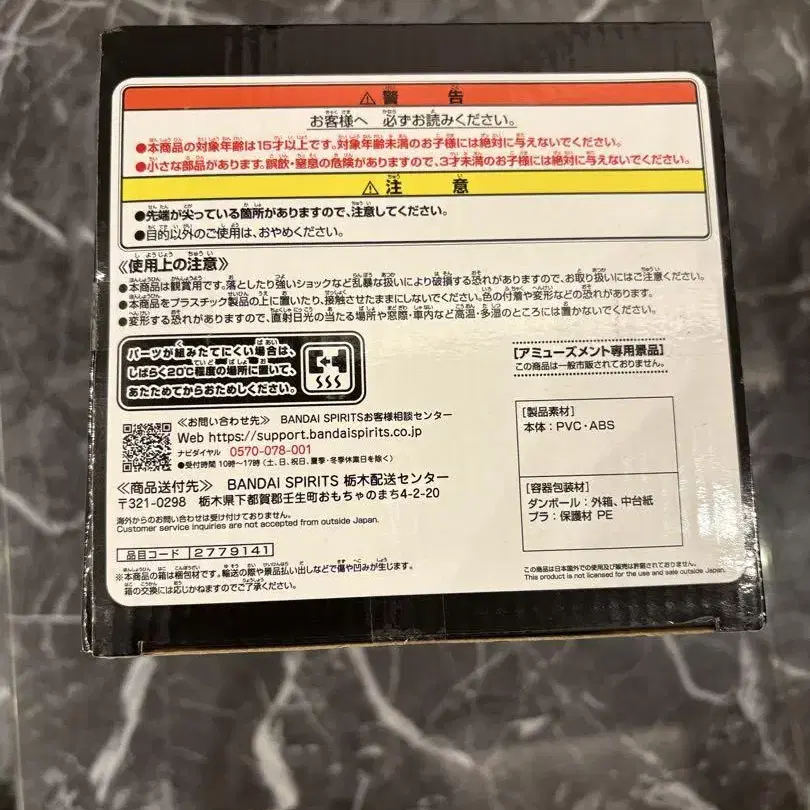 ⚠警 告
お客様へ 必ずお読みください。
●本商品の対象年齢は15才以上です。対象年齢未満のお子様には絶対に与えないでください。
●小さな部品があります。誤飲・窒息の危険がありますので、3才未満のお子様には絶対に与えないでください。
⚠注 意
●先端が尖っている箇所がありますので、注意してください。
●目的以外のご使用は、おやめください。
《使用上の注意》
●本商品は観賞用です。落としたり強いショックなど乱暴な扱いにより破損する恐れがありますので、お取り扱いにはご注意ください。
●本商品をプラスチック製品の上に置いたり、接触させたままにしないでください。色の付着や変形などの恐れがあります。
●変形する恐れがありますので、直射日光の当たる場所や窓際・車内など高温・多湿のところには置かないでください。
パーツが組みたてにくい場合は、
しばらく20℃程度の場所に置いて、
あたためてからおためしください。
[アミューズメント専用景品]
この商品は一般市販されておりません。
≪お問い合わせ先≫ BANDAI SPIRITSお客様相談センター
Web https://support.bandaispirits.co.jp
ナビダイヤル 0570-078-001
●受付時間 10時〜17時(土、日、祝日、夏季・冬季休業日を除く)
≪商品送付先≫ BANDAI SPIRITS 栃木配送センター
〒321-0298 栃木県下都賀郡壬生町おもちゃのまち4-2-20
海外からのお問い合わせは受け付けておりません。
Customer service inquiries are not accepted from outside Japan.
[製品素材]
本体:PVC・ABS
[容器包装材]
ダンボール:外箱、中台紙
プラ:保護材 PE
品目コード 2779141
※本商品の箱は梱包材です。輸送の際や景品払い出しなどで傷や凹みが生じます。
箱の交換には応じかねますのでご了承ください。
この商品は日本国外での使用及び販売は許諾されておりません。
This product is not licensed for the use and sale outside Japan.